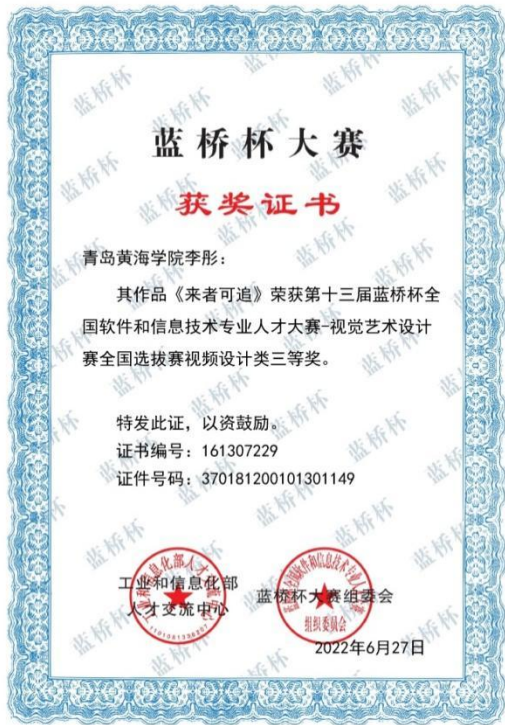 蓝桥杯大赛
获奖证书
青岛黄海学院李彤：
其作品《来者可追》荣获第十三届蓝桥杯全
国软件和信息技术专业人才大赛-视觉艺术设计
赛全国选拔赛视频设计类三等奖。
特发此证，以资鼓励。
证书编号：161307229
证件号码：370181200101301149
工业和信息化部
人才交流中心
蓝桥杯大赛组委会
组织委员会
2022年6月27日